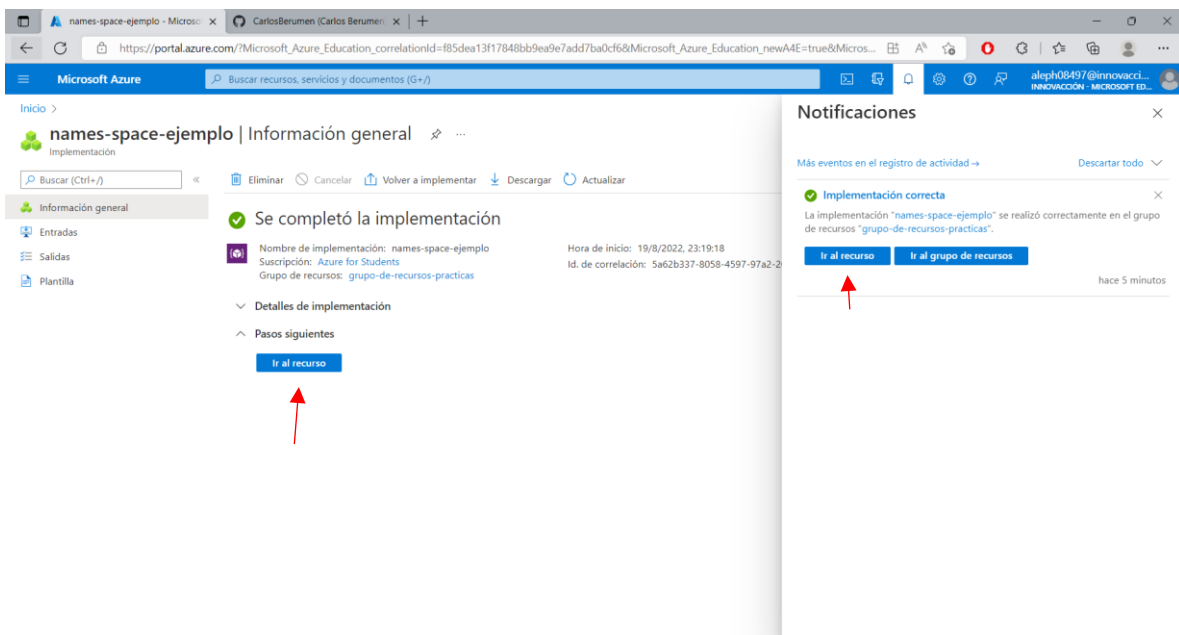 names-space-ejemplo - Microso
CarlosBerumen (Carlos Berumen
https://portal.azure.com/?Microsoft_Azure_Education_correlationId=f85dea13f17848bb9ea9e7add7ba0cf6&Microsoft_Azure_Education_newA4E=true&Micros...
Microsoft Azure
Buscar recursos, servicios y documentos (G+/)
aleph08497@innovacci...
INNOVACCIÓN - MICROSOFT ED...
Inicio >
names-space-ejemplo | Información general
Implementación
Buscar (Ctrl+/)
Información general
Entradas
Salidas
Plantilla
Eliminar Cancelar Volver a implementar Descargar Actualizar
Se completó la implementación
Nombre de implementación: names-space-ejemplo
Suscripción: Azure for Students
Grupo de recursos: grupo-de-recursos-practicas
Hora de inicio: 19/8/2022, 23:19:18
Id. de correlación: 5a62b337-8058-4597-97a2-2
Detalles de implementación
Pasos siguientes
Ir al recurso
Notificaciones
Más eventos en el registro de actividad → Descartar todo
Implementación correcta
La implementación "names-space-ejemplo" se realizó correctamente en el grupo
de recursos "grupo-de-recursos-practicas".
Ir al recurso Ir al grupo de recursos
hace 5 minutos